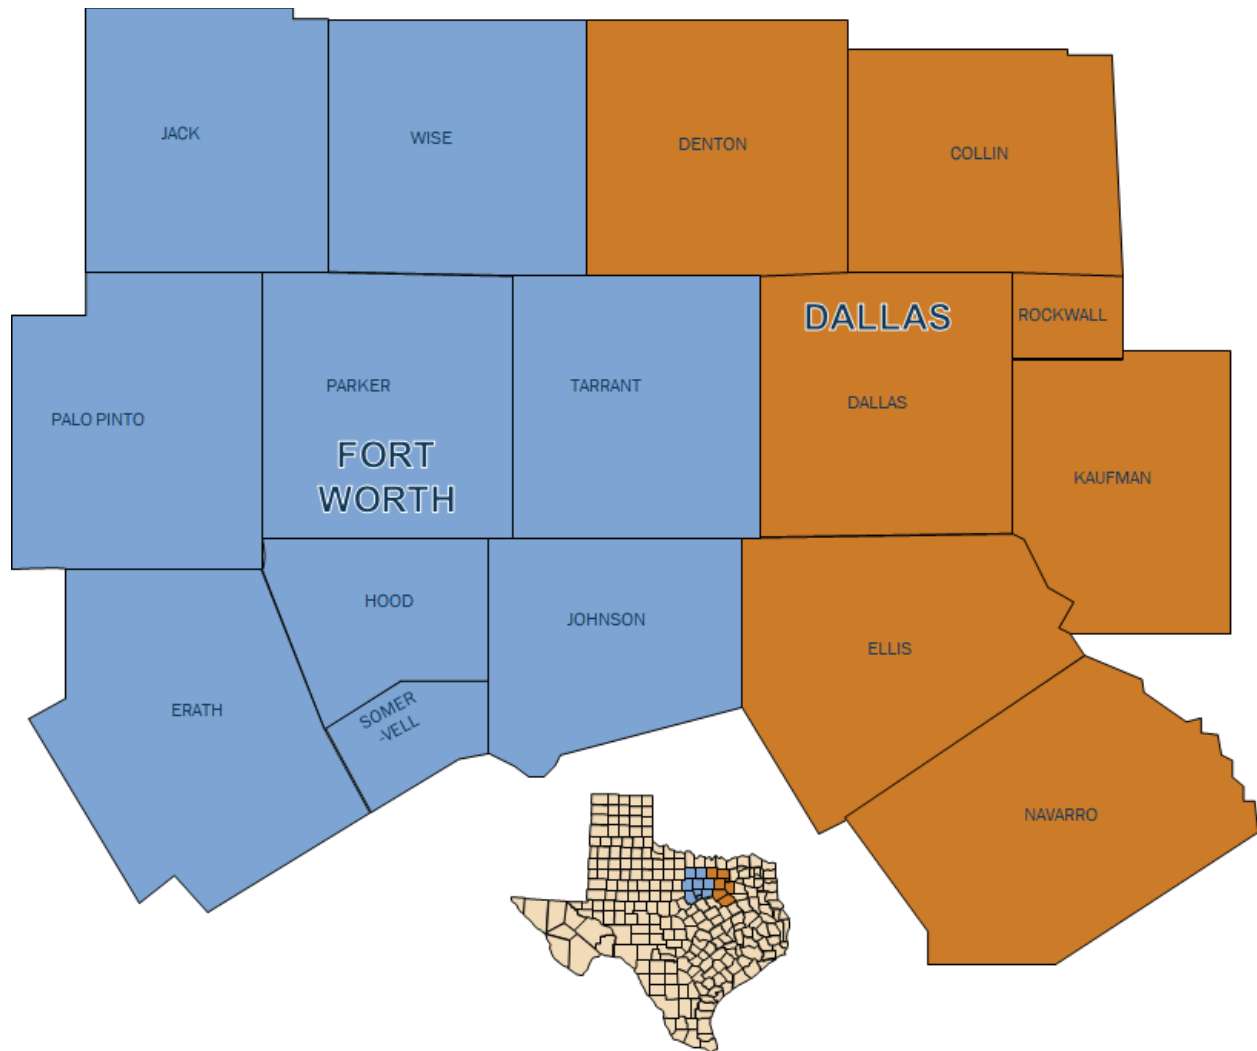 JACK
WISE
DENTON
COLLIN
DALLAS
ROCKWALL
PARKER
TARRANT
DALLAS
PALO PINTO
FORT
WORTH
KAUFMAN
HOOD
JOHNSON
ELLIS
ERATH
SOMER
-VELL
NAVARRO